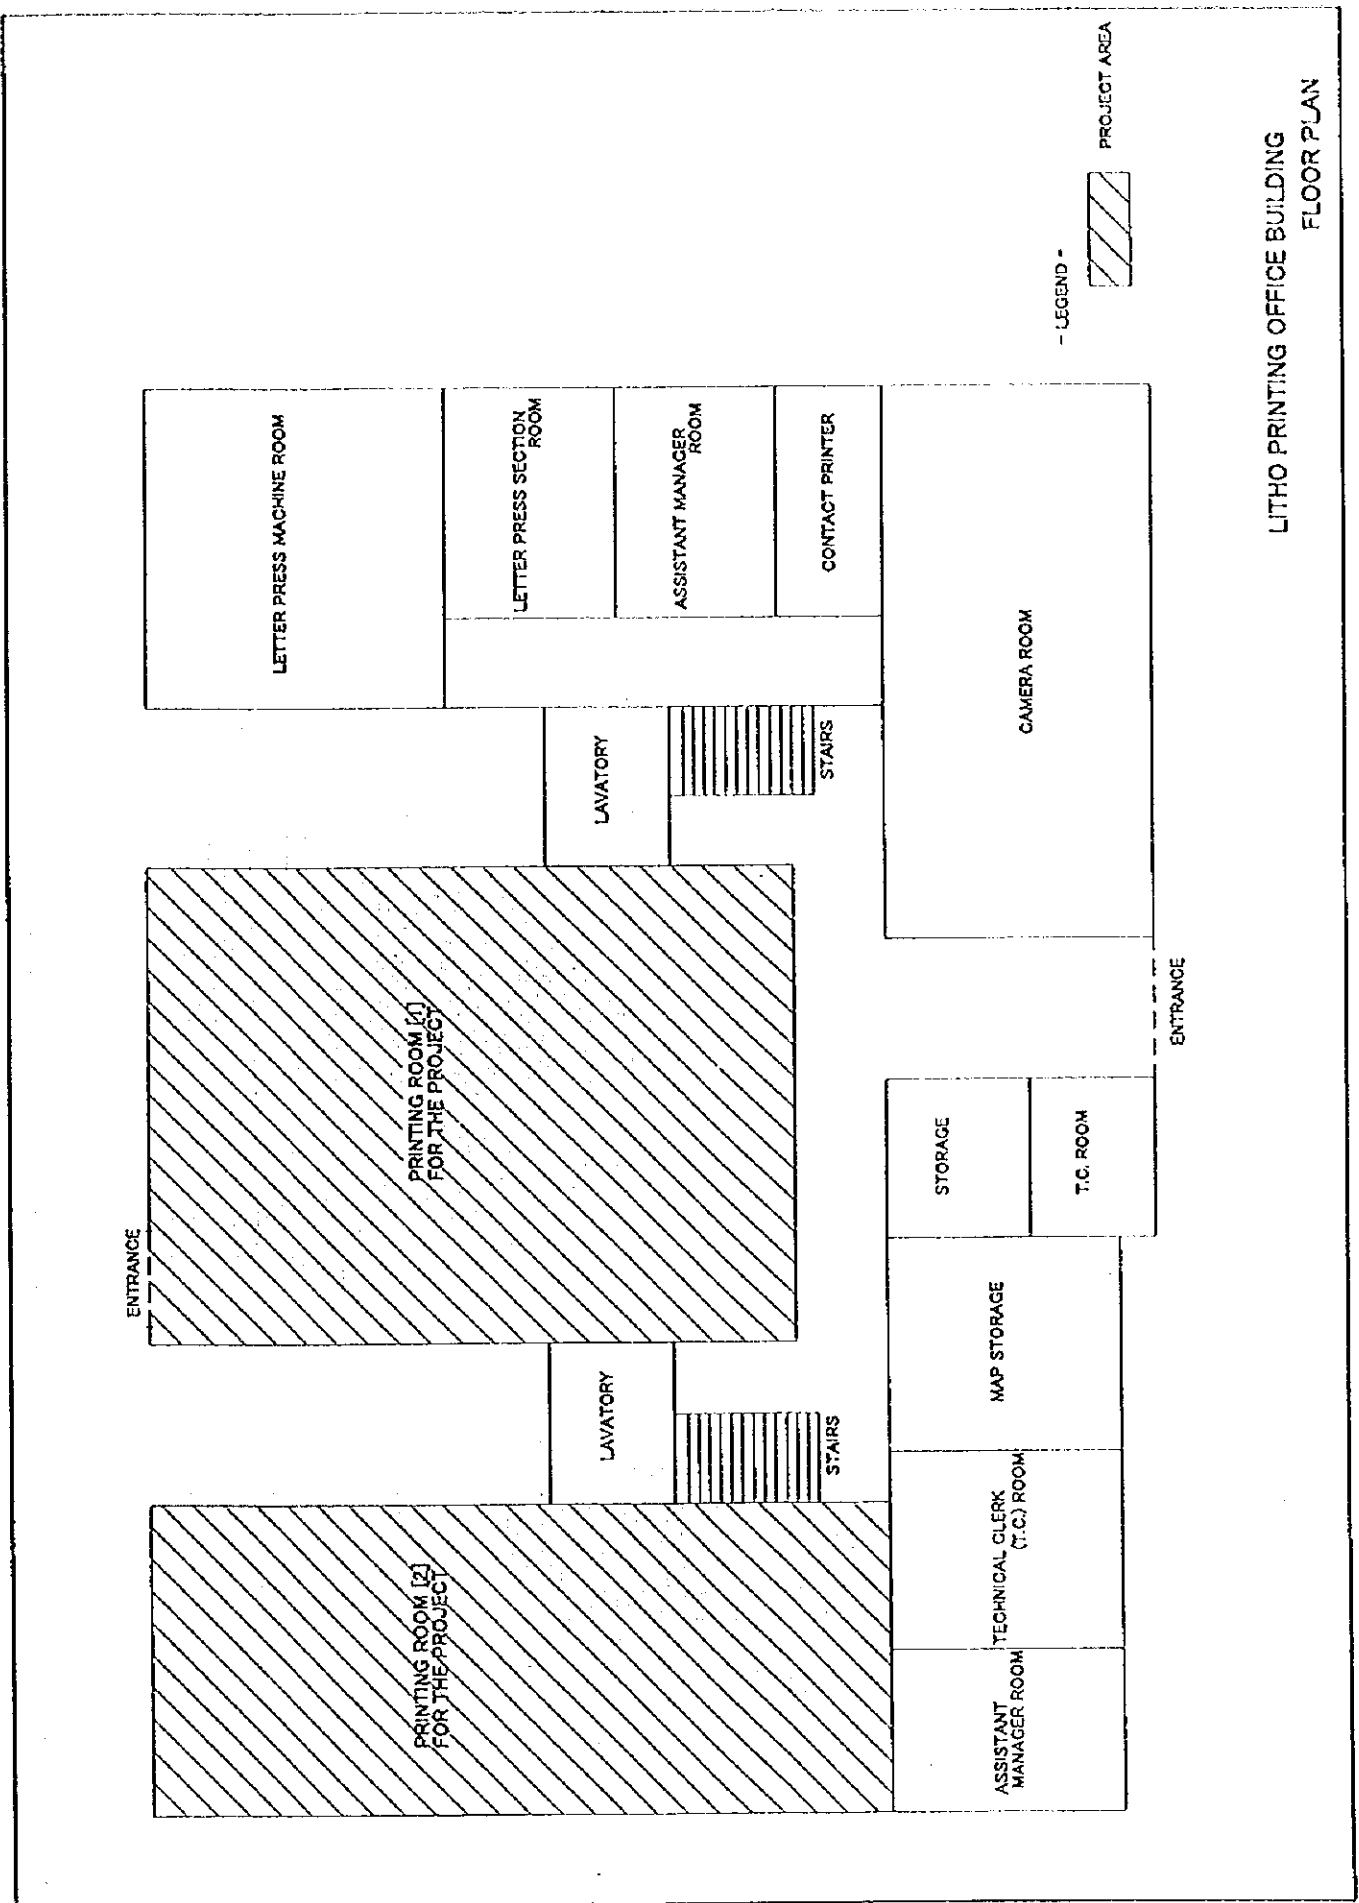 ENTRANCE
PRINTING ROOM [2]
FOR THE PROJECT
LAVATORY
STAIRS
PRINTING ROOM [1]
FOR THE PROJECT
LAVATORY
STAIRS
LETTER PRESS MACHINE ROOM
LETTER PRESS SECTION
ROOM
ASSISTANT MANAGER
ROOM
CONTACT PRINTER
ASSISTANT
MANAGER ROOM
TECHNICAL CLERK
(T.C.) ROOM
MAP STORAGE
STORAGE
T.C. ROOM
CAMERA ROOM
ENTRANCE
- LEGEND -
PROJECT AREA
LITHO PRINTING OFFICE BUILDING
FLOOR PLAN